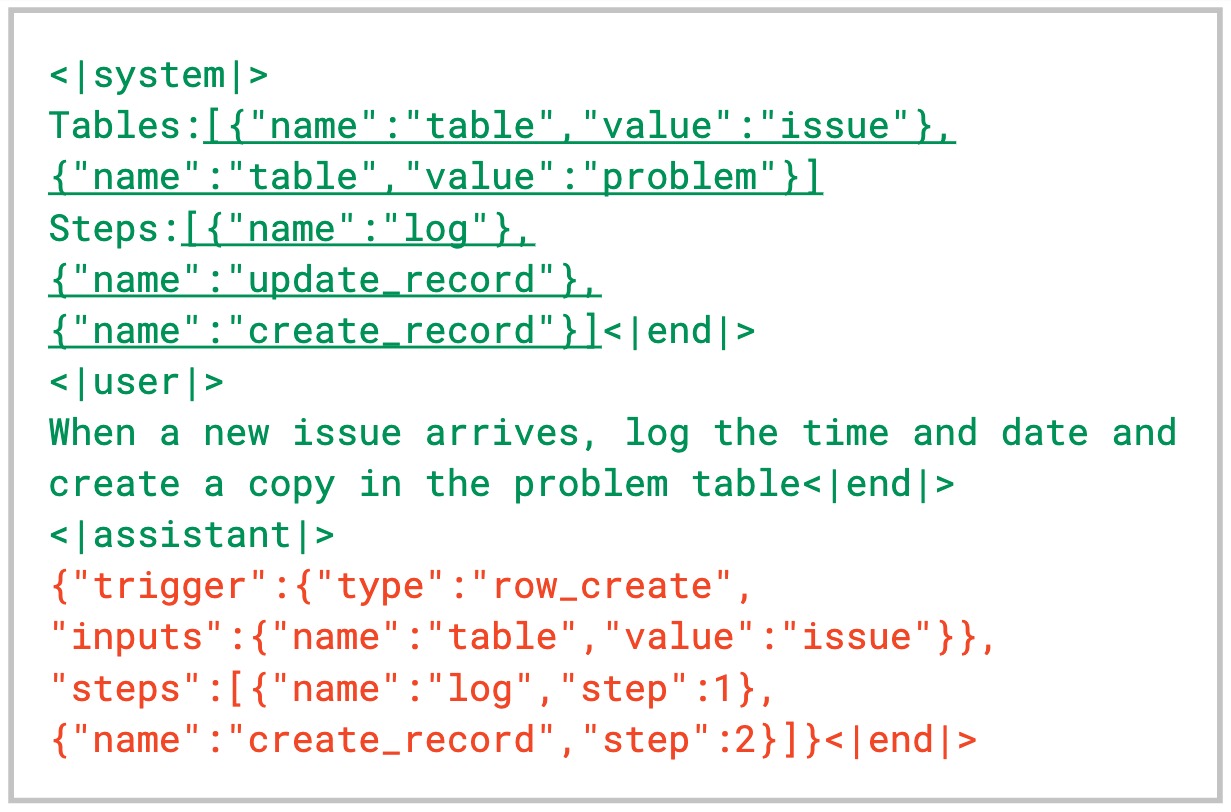 <|system|>
Tables:[{"name":"table","value":"issue"},
{"name":"table","value":"problem"}]
Steps:[{"name":"log"},
{"name":"update_record"},
{"name":"create_record"}]<|end|>
<|user|>
When a new issue arrives, log the time and date and
create a copy in the problem table<|end|>
<|assistant|>
{"trigger":{"type":"row_create",
"inputs":{"name":"table","value":"issue"}},
"steps":[{"name":"log","step":1},
{"name":"create_record","step":2}]}<|end|>